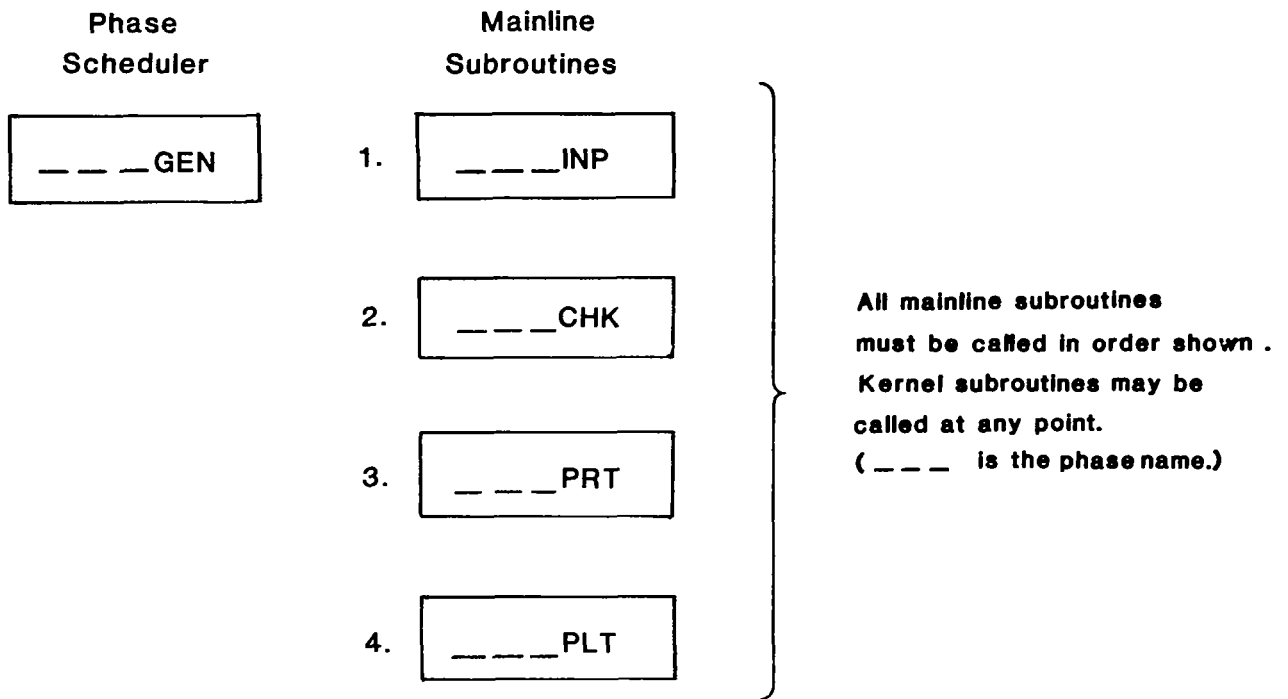 Phase
Scheduler
_ _ _GEN
Mainline
Subroutines
1. _ _ _INP
2. _ _ _CHK
3. _ _ _PRT
4. _ _ _PLT
All mainline subroutines
must be called in order shown .
Kernel subroutines may be
called at any point.
( _ _ _ is the phase name.)